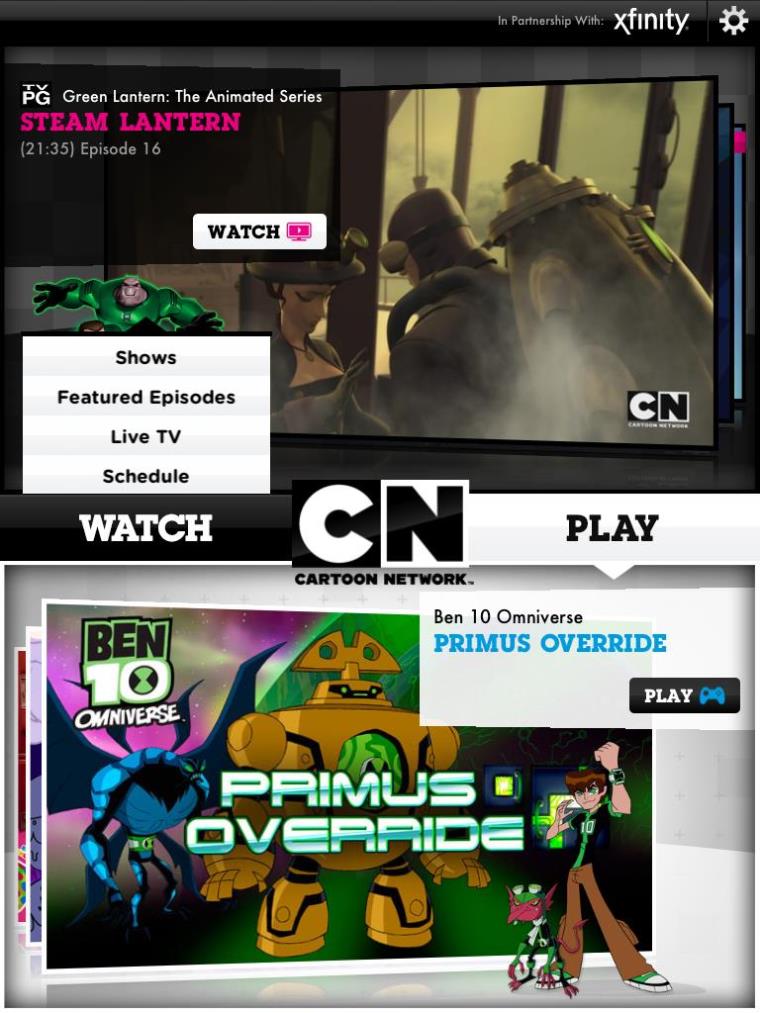 In Partnership With: xfinity
TV
PG
Green Lantern: The Animated Series
STEAM LANTERN
(21:35) Episode 16
WATCH
Shows
Featured Episodes
Live TV
Schedule
CN
CARTOON NETWORK
WATCH
CN
CARTOON NETWORK™
PLAY
Ben 10 Omniverse
PRIMUS OVERRIDE
PLAY
BEN
10
OMNIVERSE
PRIMUS
OVERRIDE
10